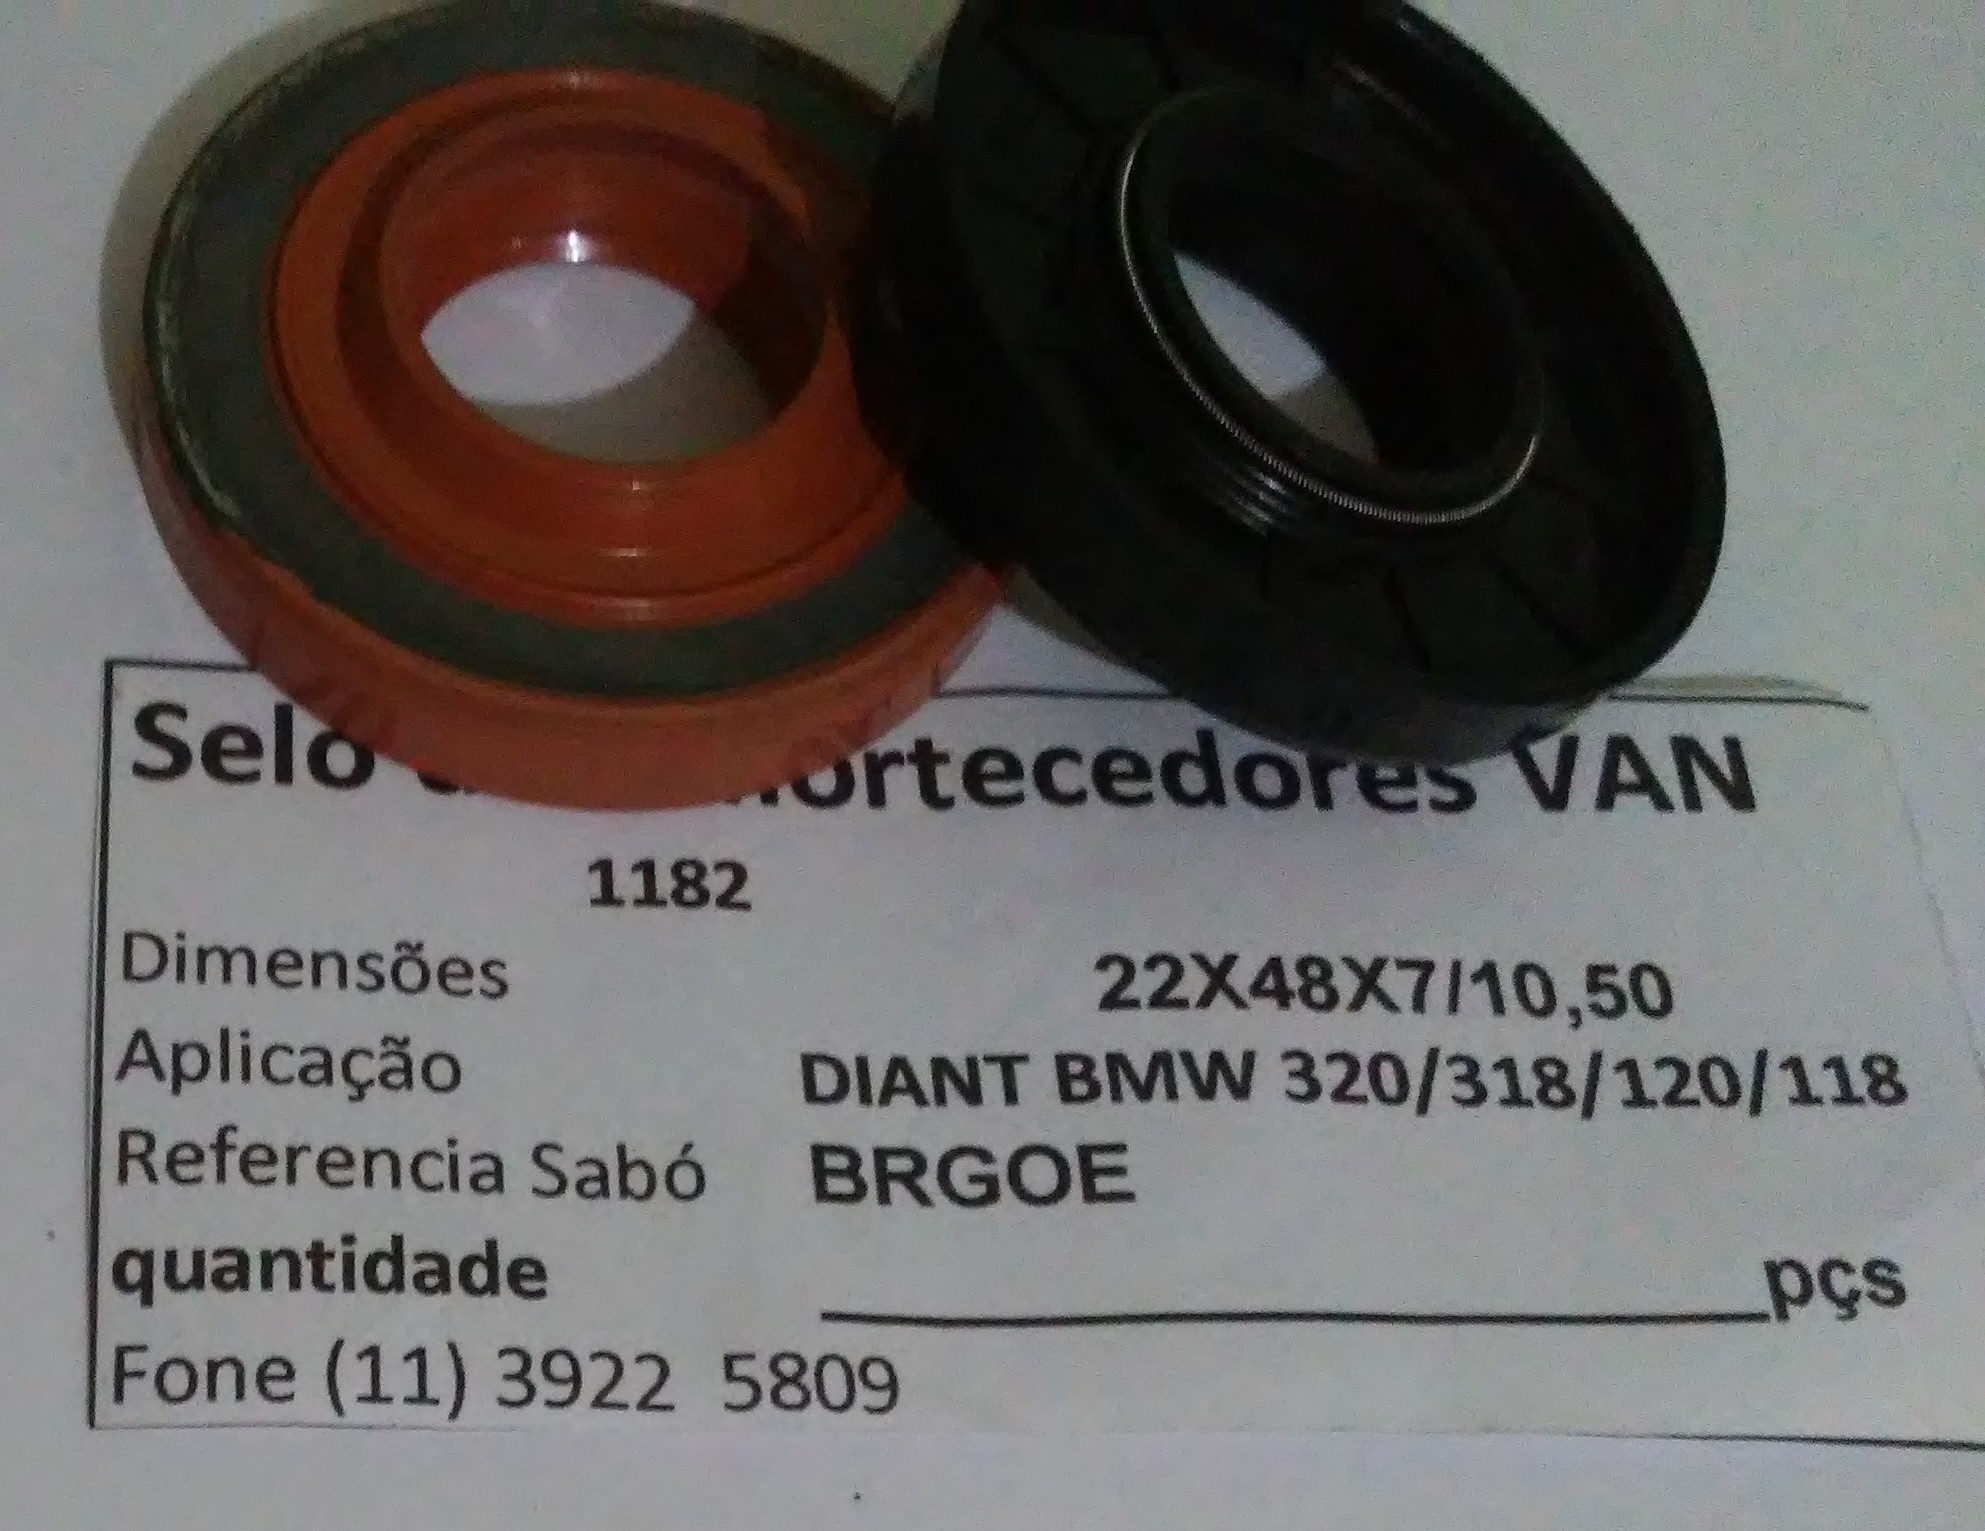 Selo ortecedores VAN
1182
Dimensões 22X48X7/10,50
Aplicação DIANT BMW 320/318/120/118
Referencia Sabó BRGOE
quantidade ____________pçs
Fone (11) 3922 5809